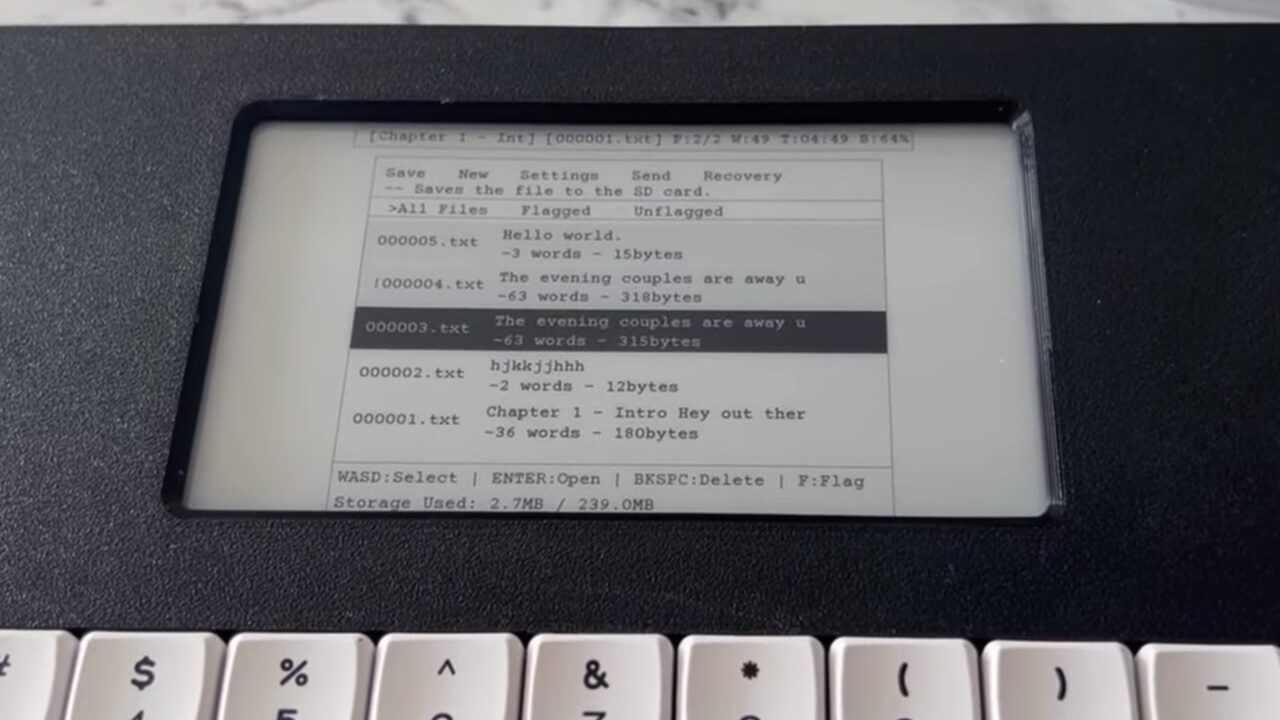 [Chapter 1 - Int] [000001.txt] P:2/2 W:49 T:04:49 B:64%
Save New Settings Send Recovery
-- Saves the file to the SD card.
>All Files Flagged Unflagged
000005.txt Hello world.
~3 words - 15bytes
!000004.txt The evening couples are away u
~63 words - 318bytes
000003.txt The evening couples are away u
~63 words - 315bytes
000002.txt hjkkjjhhh
~2 words - 12bytes
000001.txt Chapter 1 - Intro Hey out ther
~36 words - 180bytes
WASD:Select | ENTER:Open | BKSPC:Delete | F:Flag
Storage Used: 2.7MB / 239.0MB
$ % ^ & * ( ) -